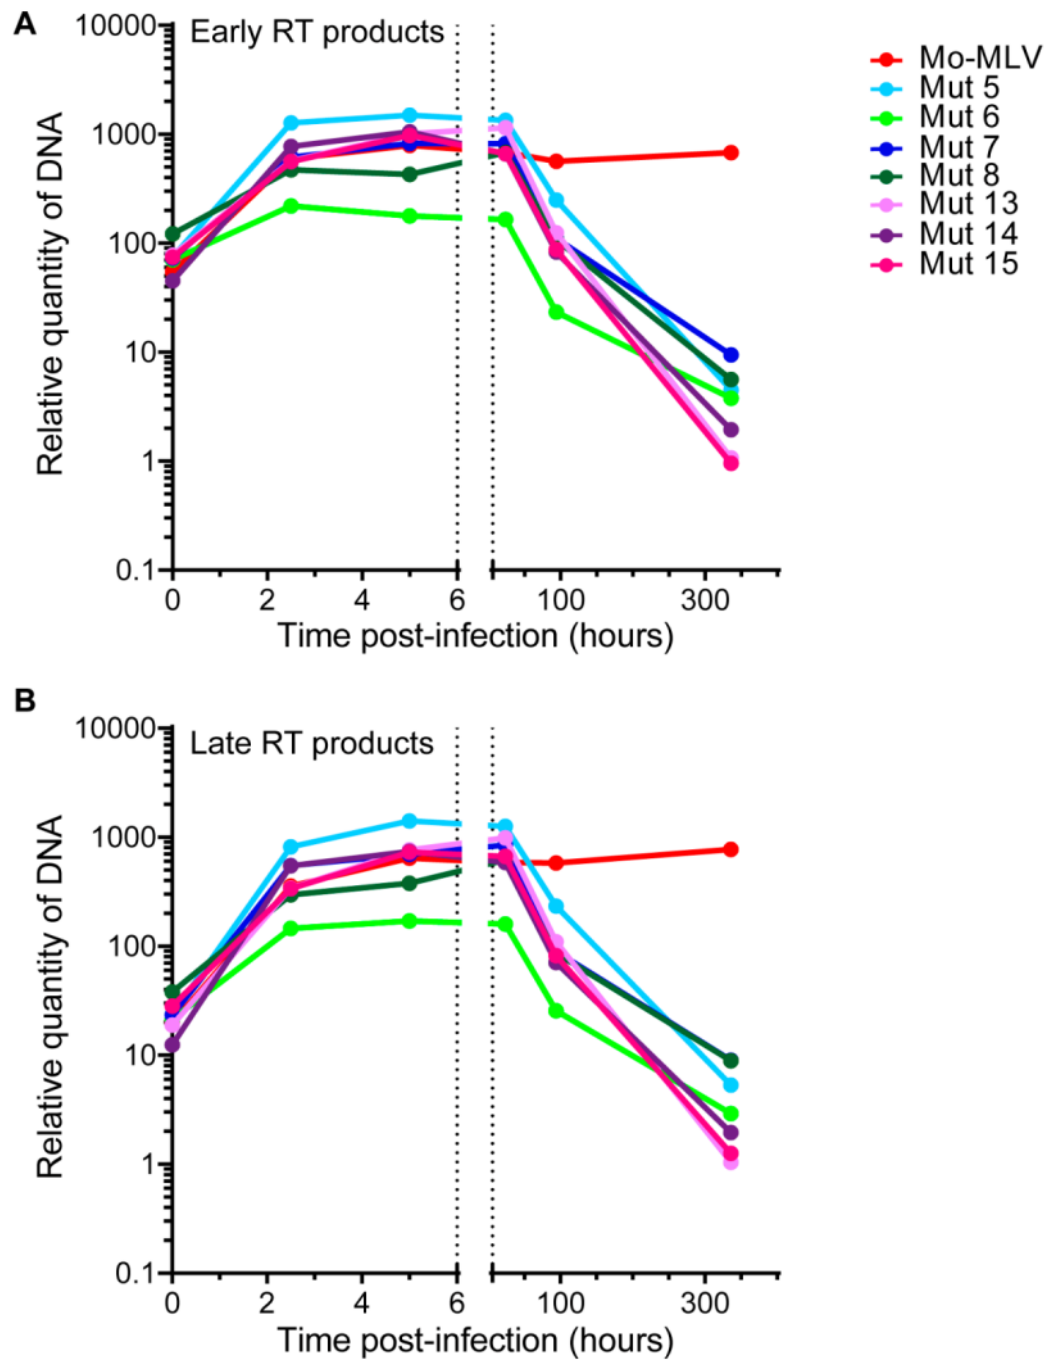 A
Early RT products
Relative quantity of DNA
10000
1000
100
10
1
0.1
0 2 4 6 100 300
Time post-infection (hours)
Mo-MLV
Mut 5
Mut 6
Mut 7
Mut 8
Mut 13
Mut 14
Mut 15
B
Late RT products
Relative quantity of DNA
10000
1000
100
10
1
0.1
0 2 4 6 100 300
Time post-infection (hours)